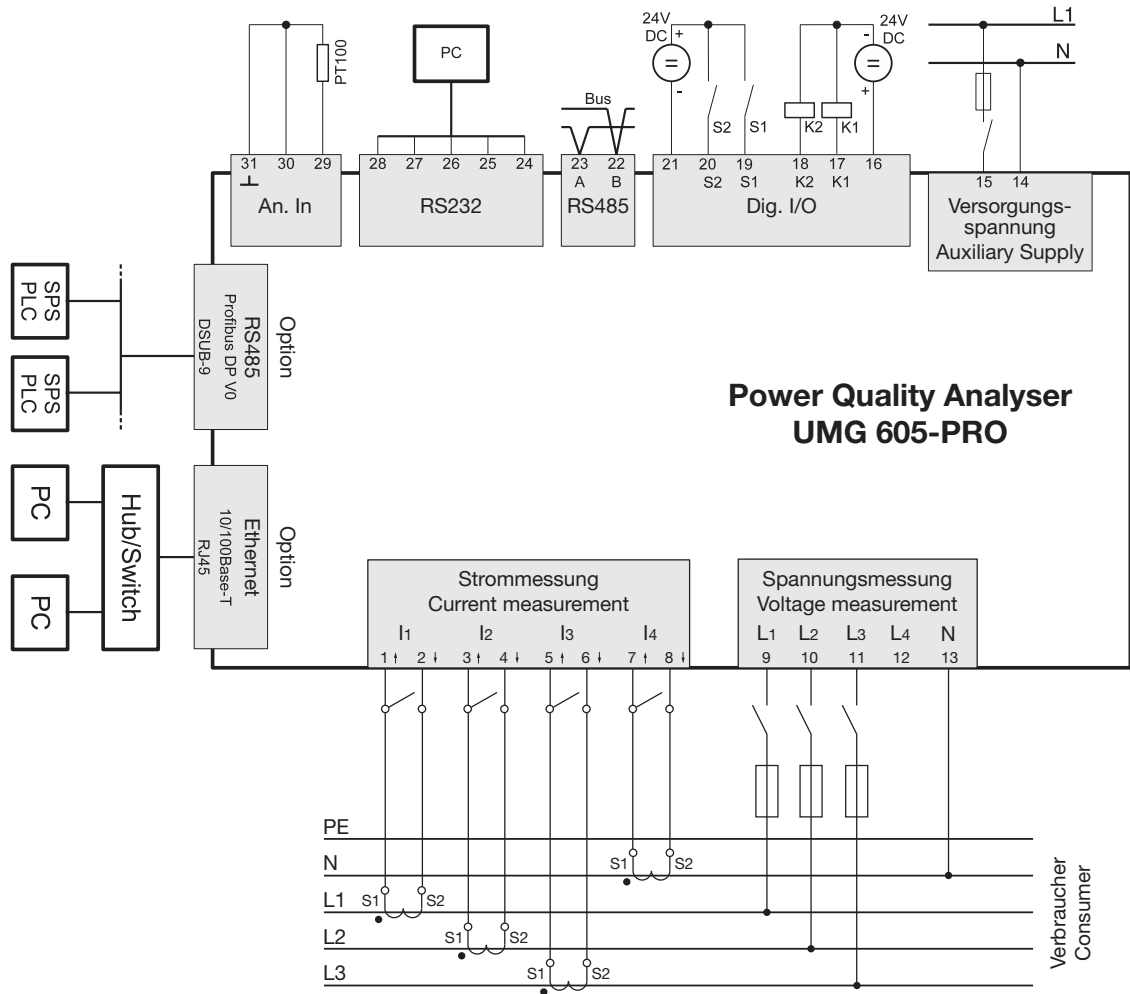 24V
DC
+
-
24V
DC
-
+
L1
N
PT100
PC
Bus
S2
S1
K2
K1
31
30
29
An. In
28
27
26
25
24
RS232
23
22
A
B
RS485
21
20
19
18
17
16
S2
S1
K2
K1
Dig. I/O
15
14
Versorgungs-
spannung
Auxiliary Supply
SPS
PLC
SPS
PLC
Option
RS485
Profibus DP V0
DSUB-9
Power Quality Analyser
UMG 605-PRO
PC
PC
Hub/Switch
Option
Ethernet
10/100Base-T
RJ45
Strommessung
Current measurement
I1
I2
I3
I4
1
2
3
4
5
6
7
8
Spannungsmessung
Voltage measurement
L1
L2
L3
L4
N
9
10
11
12
13
PE
N
S1
S2
L1
S1
S2
L2
S1
S2
L3
S1
S2
Verbraucher
Consumer